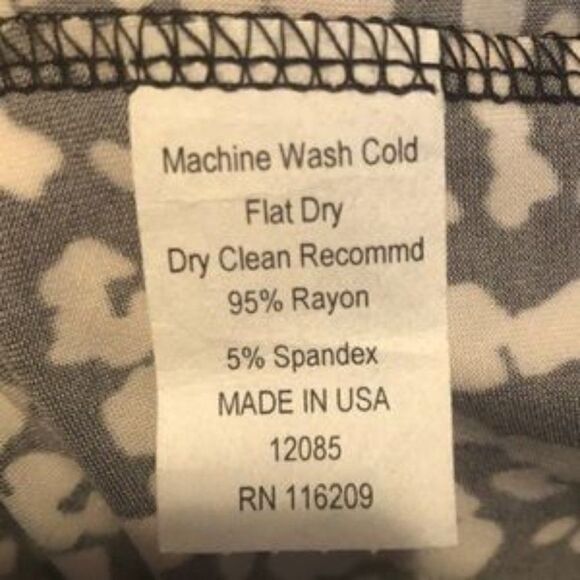 Machine Wash Cold
Flat Dry
Dry Clean Recommd
95% Rayon
5% Spandex
MADE IN USA
12085
RN 116209